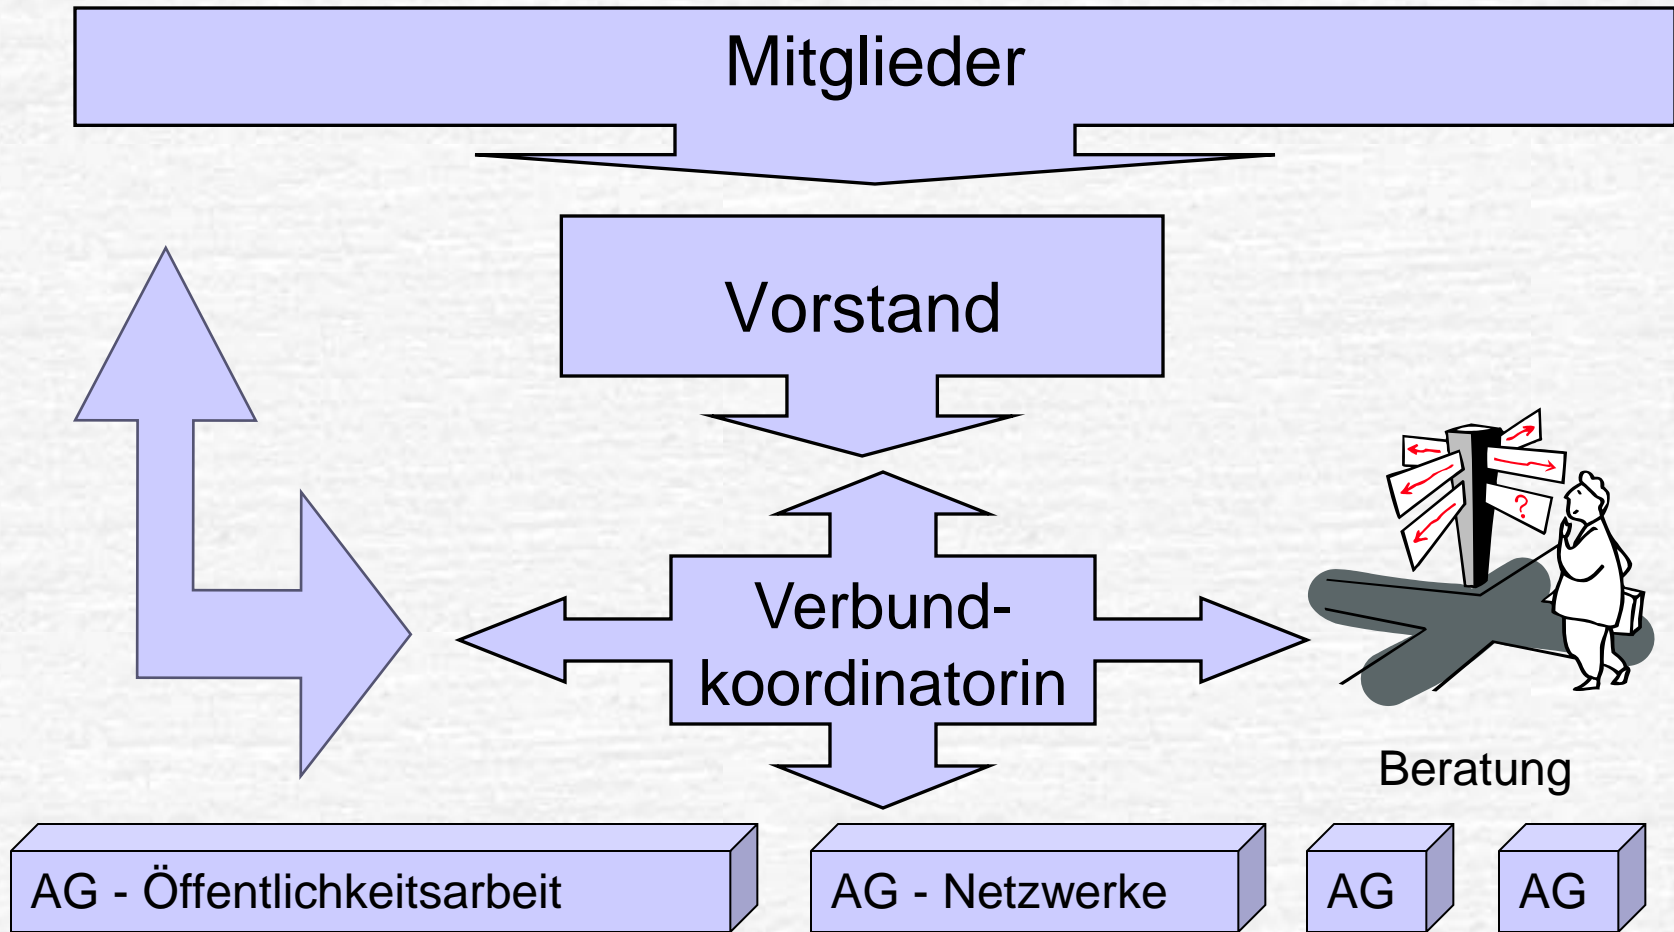 Mitglieder
Vorstand
?
Verbund-
koordinatorin
Beratung
AG - Öffentlichkeitsarbeit
AG - Netzwerke
AG
AG